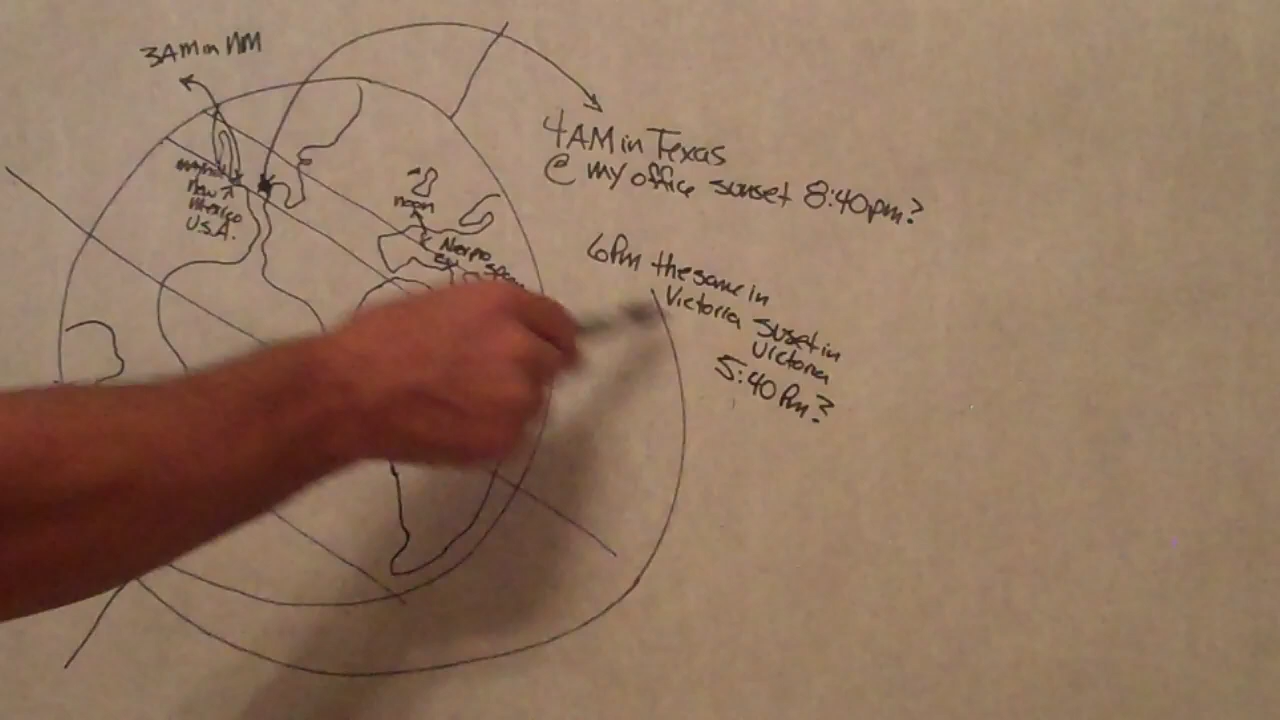 3AM in NM
4AM in Texas
@ my office sunset 8:40pm?
new
mexico
U.S.A.
noon
6Pm the same in
Victoria suset in
Victoria
5:40 Pm?